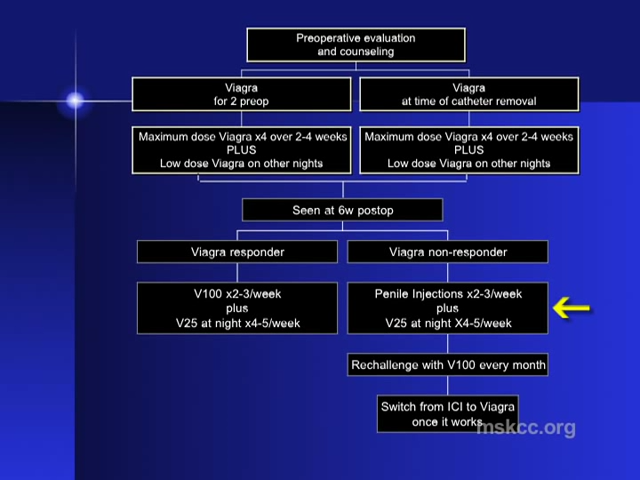 Preoperative evaluation
and counseling
Viagra
for 2 preop
Viagra
at time of catheter removal
Maximum dose Viagra x4 over 2-4 weeks
PLUS
Low dose Viagra on other nights
Maximum dose Viagra x4 over 2-4 weeks
PLUS
Low dose Viagra on other nights
Seen at 6w postop
Viagra responder
Viagra non-responder
V100 x2-3/week
plus
V25 at night x4-5/week
Penile Injections x2-3/week
plus
V25 at night X4-5/week
Rechallenge with V100 every month
Switch from ICI to Viagra
once it works
mskcc.org